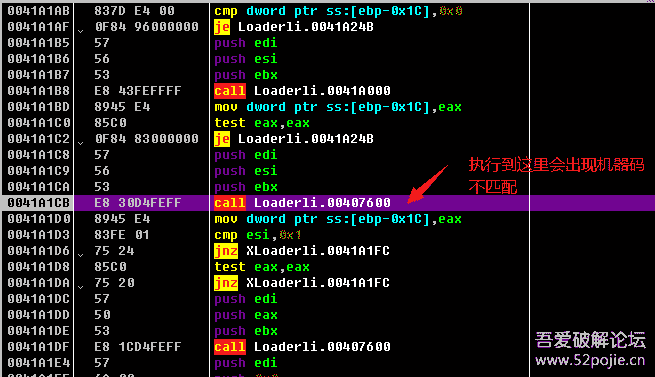 0041A1AB 837D E4 00 cmp dword ptr ss:[ebp-0x1C],0x0
0041A1AF 0F84 96000000 je Loaderli.0041A24B
0041A1B5 57 push edi
0041A1B6 56 push esi
0041A1B7 53 push ebx
0041A1B8 E8 43FEFFFF call Loaderli.0041A000
0041A1BD 8945 E4 mov dword ptr ss:[ebp-0x1C],eax
0041A1C0 85C0 test eax,eax
0041A1C2 0F84 83000000 je Loaderli.0041A24B
0041A1C8 57 push edi
0041A1C9 56 push esi
0041A1CA 53 push ebx
0041A1CB E8 30D4FEFF call Loaderli.00407600
0041A1D0 8945 E4 mov dword ptr ss:[ebp-0x1C],eax
0041A1D3 83FE 01 cmp esi,0x1
0041A1D6 75 24 jnz XLoaderli.0041A1FC
0041A1D8 85C0 test eax,eax
0041A1DA 75 20 jnz XLoaderli.0041A1FC
0041A1DC 57 push edi
0041A1DD 50 push eax
0041A1DE 53 push ebx
0041A1DF E8 1CD4FEFF call Loaderli.00407600
0041A1E4 57 push edi
执行到这里会出现机器码
不匹配
吾爱破解论坛
www.52pojie.cn